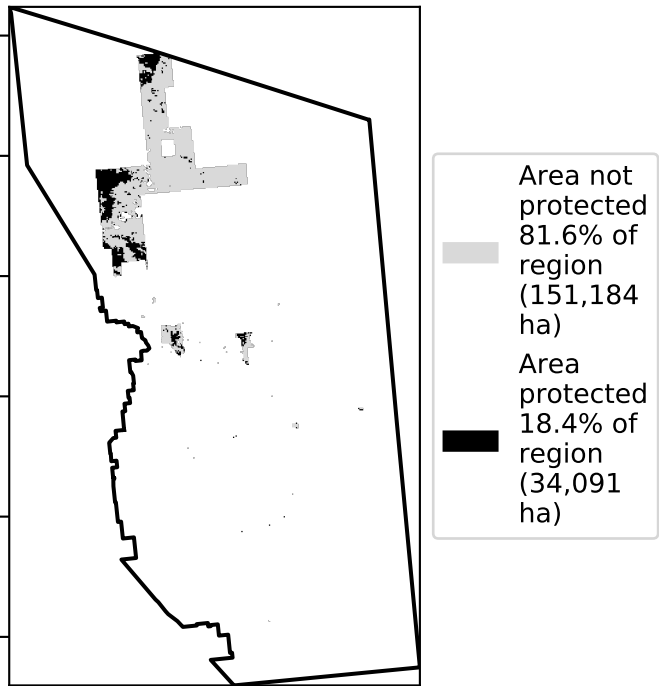 Area not
protected
81.6% of
region
(151,184
ha)
Area
protected
18.4% of
region
(34,091
ha)